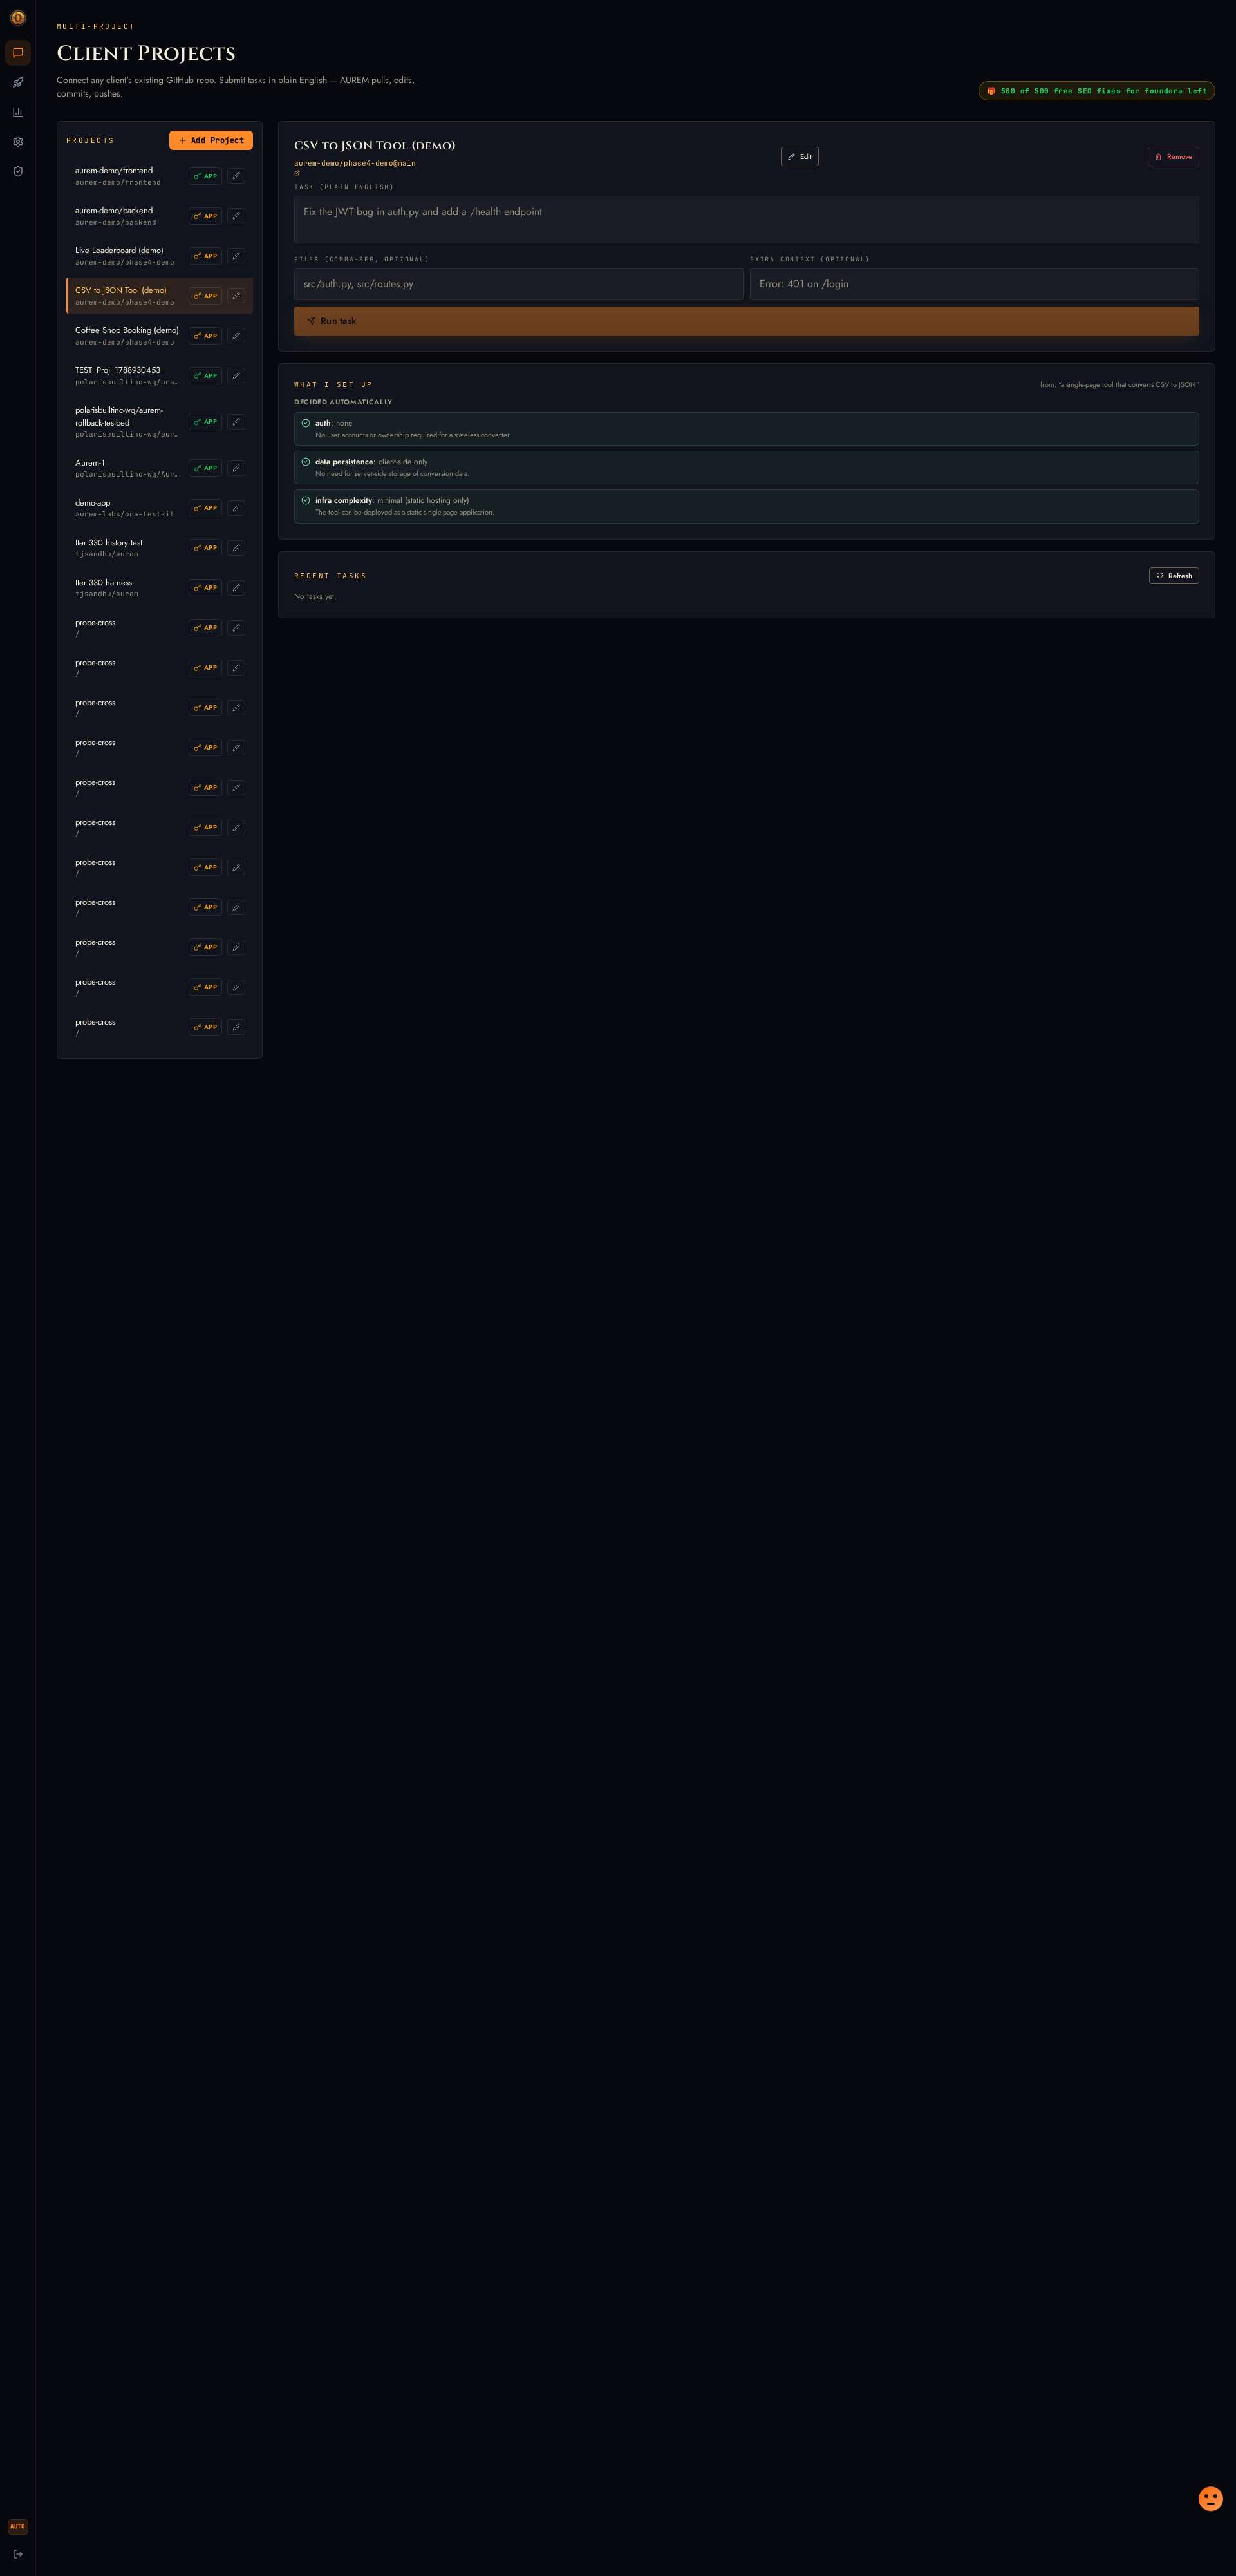 MULTI-PROJECT
Client Projects
Connect any client's existing GitHub repo. Submit tasks in plain English — AUREM pulls, edits,
commits, pushes.
500 of 500 free SEO fixes for founders left
PROJECTS
Add Project
aurem-demo/frontend
aurem-demo/frontend
APP
aurem-demo/backend
aurem-demo/backend
APP
Live Leaderboard (demo)
aurem-demo/phase4-demo
APP
CSV to JSON Tool (demo)
aurem-demo/phase4-demo
APP
Coffee Shop Booking (demo)
aurem-demo/phase4-demo
APP
TEST_Proj_1788930453
polarisbuiltinc-wq/ora…
APP
polarisbuiltinc-wq/aurem-
rollback-testbed
polarisbuiltinc-wq/aur…
APP
Aurem-1
polarisbuiltinc-wq/Aur…
APP
demo-app
aurem-labs/ora-testkit
APP
Iter 330 history test
tjsandhu/aurem
APP
Iter 330 harness
tjsandhu/aurem
APP
probe-cross
/
APP
probe-cross
/
APP
probe-cross
/
APP
probe-cross
/
APP
probe-cross
/
APP
probe-cross
/
APP
probe-cross
/
APP
probe-cross
/
APP
probe-cross
/
APP
probe-cross
/
APP
probe-cross
/
APP
CSV to JSON Tool (demo)
aurem-demo/phase4-demo@main
Edit
Remove
TASK (PLAIN ENGLISH)
Fix the JWT bug in auth.py and add a /health endpoint
FILES (COMMA-SEP, OPTIONAL)
src/auth.py, src/routes.py
EXTRA CONTEXT (OPTIONAL)
Error: 401 on /login
Run task
WHAT I SET UP
from: "a single-page tool that converts CSV to JSON"
DECIDED AUTOMATICALLY
auth: none
No user accounts or ownership required for a stateless converter.
data persistence: client-side only
No need for server-side storage of conversion data.
infra complexity: minimal (static hosting only)
The tool can be deployed as a static single-page application.
RECENT TASKS
Refresh
No tasks yet.
AUTO